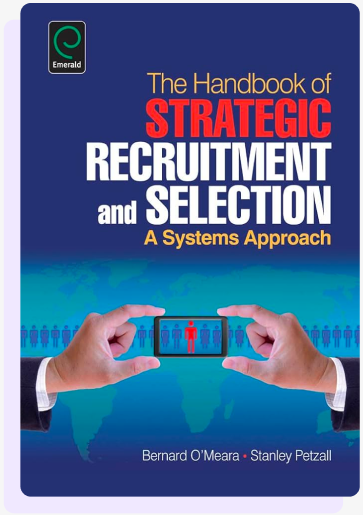 Emerald
The Handbook of
STRATEGIC
RECRUITMENT
and SELECTION
A Systems Approach
Bernard O'Meara • Stanley Petzall